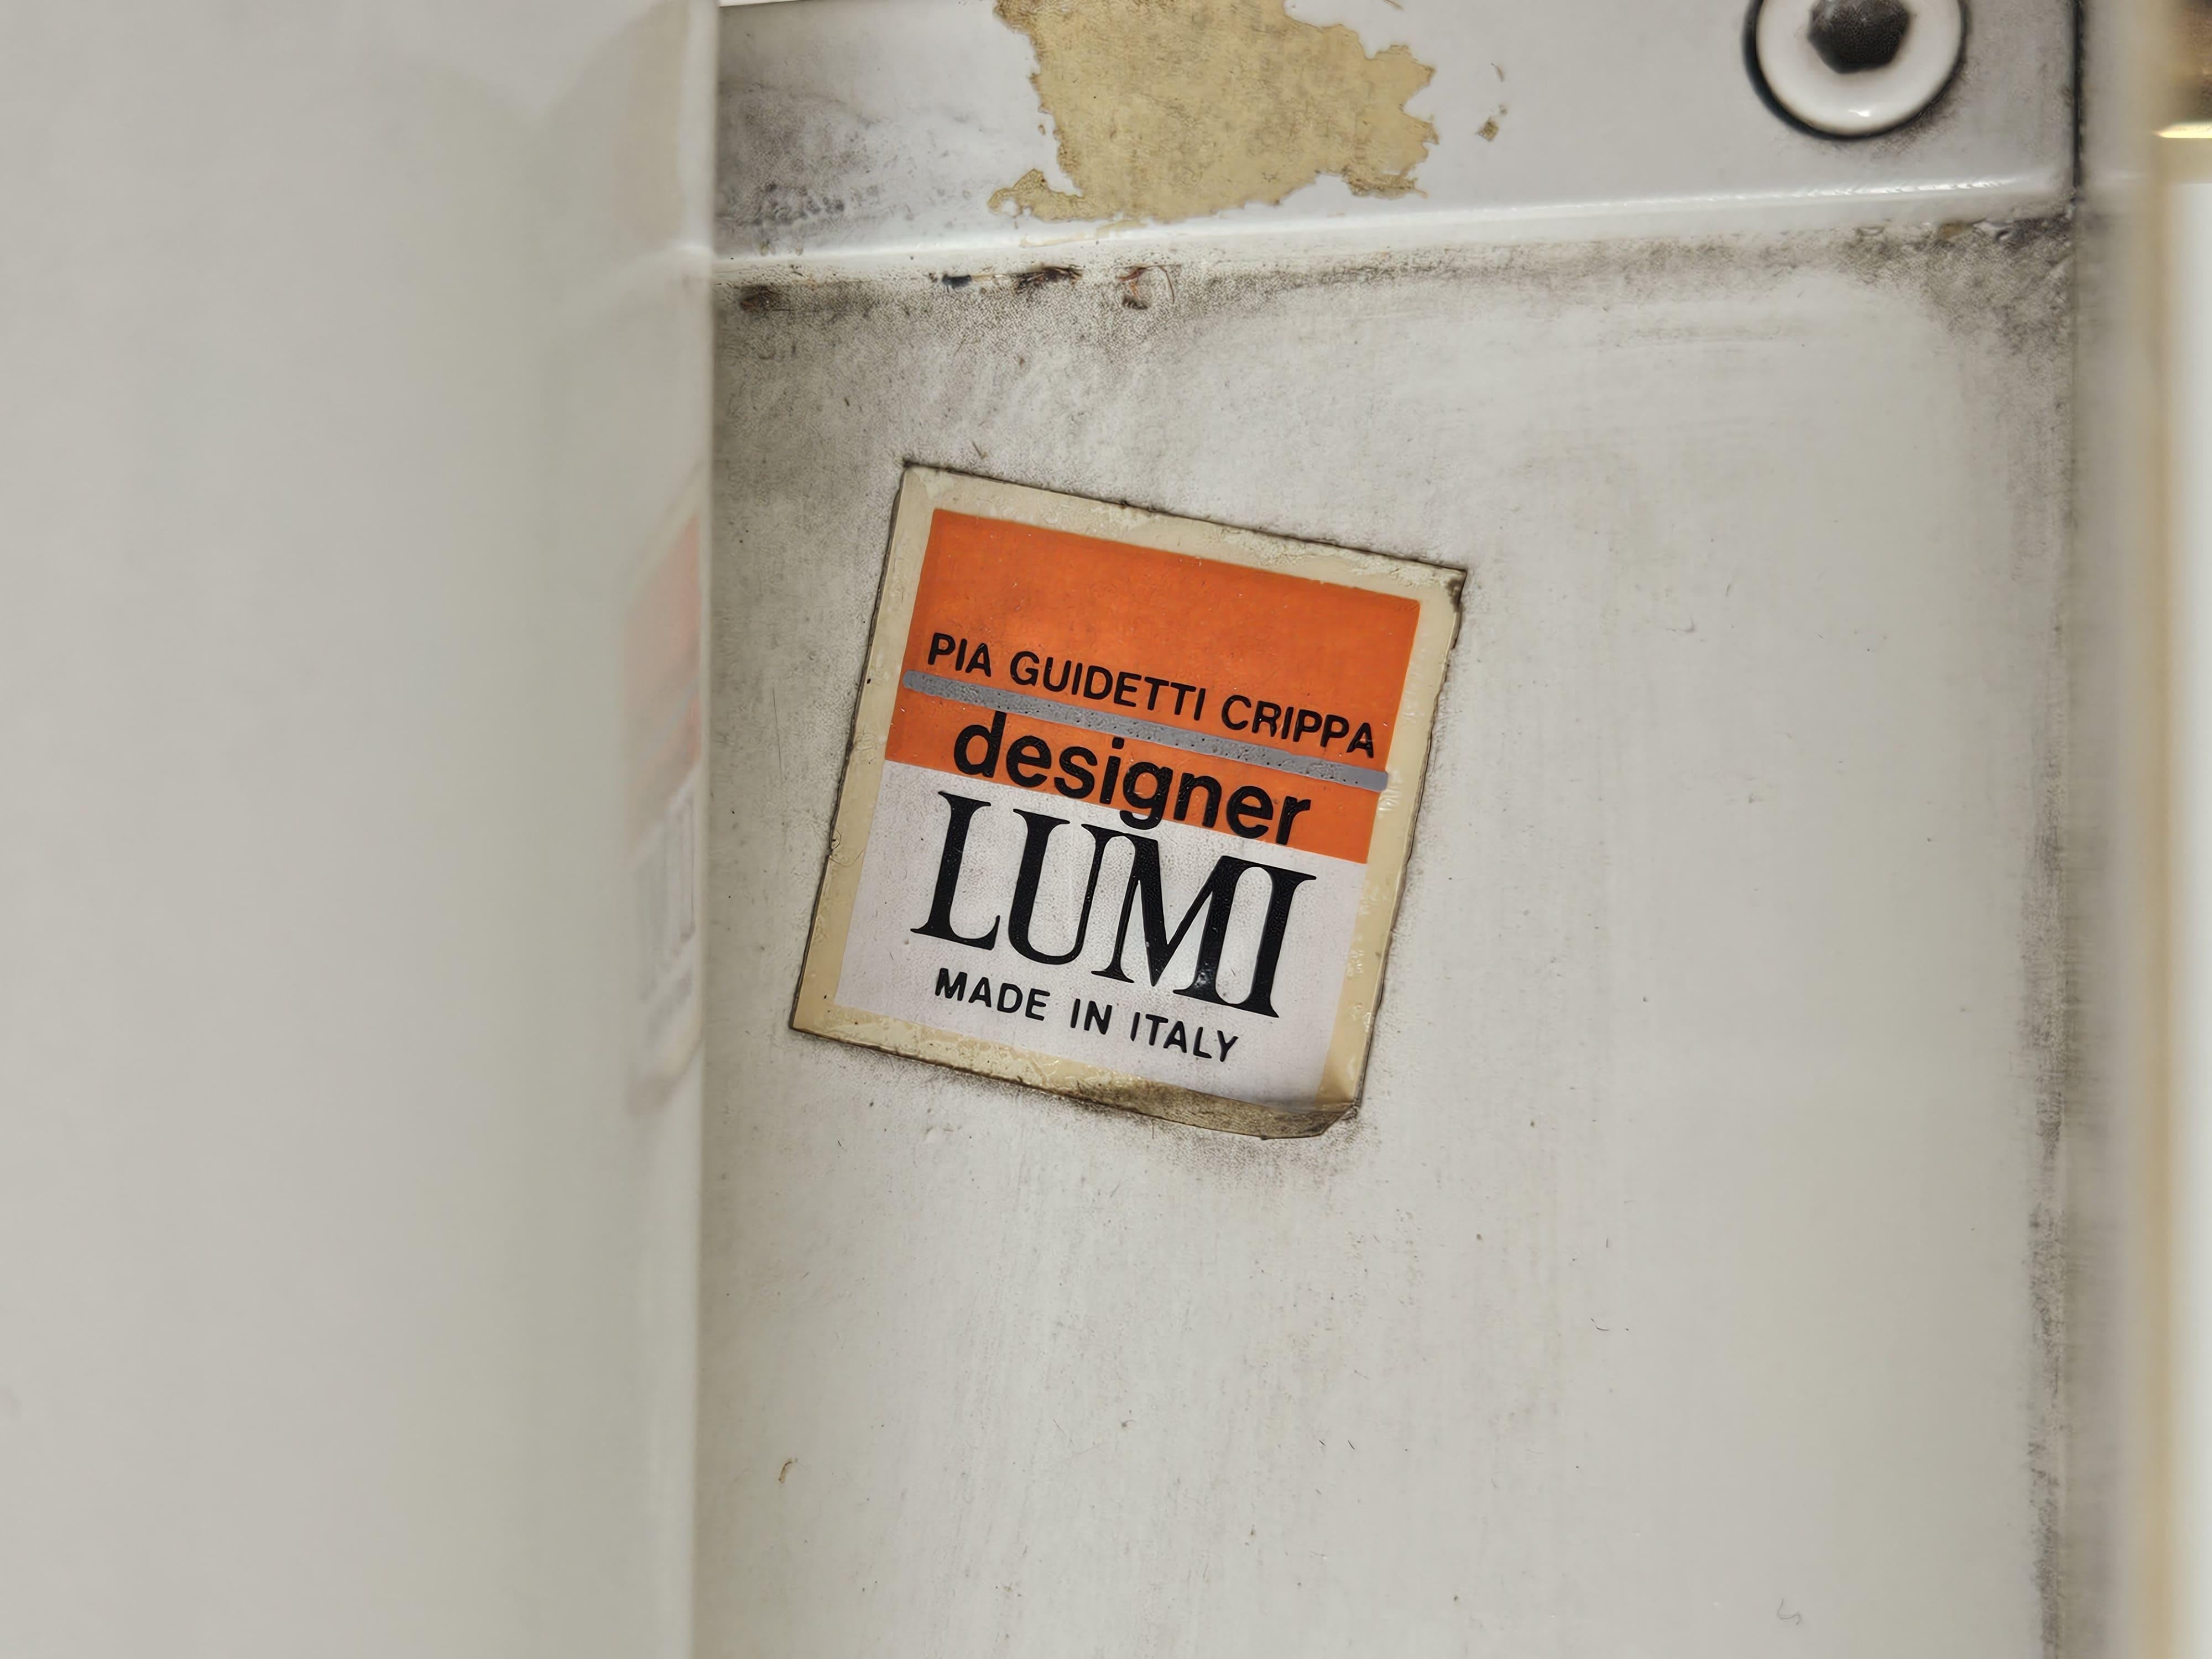 PIA GUIDETTI CRIPPA
designer
LUMI
MADE IN ITALY